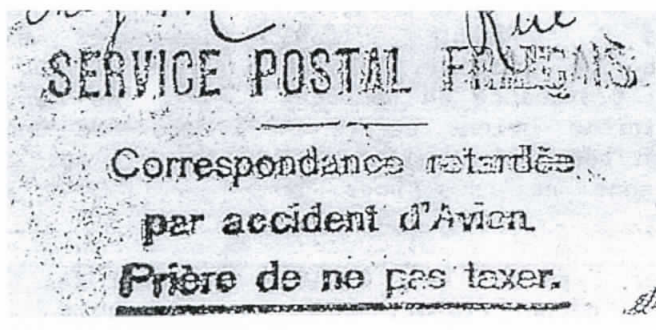 Rue
SERVICE POSTAL FRANÇAIS
Correspondance retardée
par accident d'Avion.
Prière de ne pas taxer.